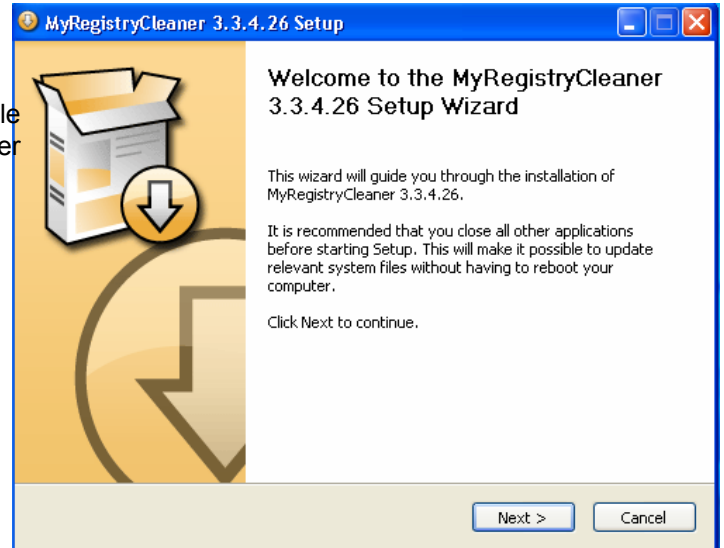 MyRegistryCleaner 3.3.4.26 Setup
le
er
Welcome to the MyRegistryCleaner
3.3.4.26 Setup Wizard
This wizard will guide you through the installation of
MyRegistryCleaner 3.3.4.26.
It is recommended that you close all other applications
before starting Setup. This will make it possible to update
relevant system files without having to reboot your
computer.
Click Next to continue.
Next >
Cancel